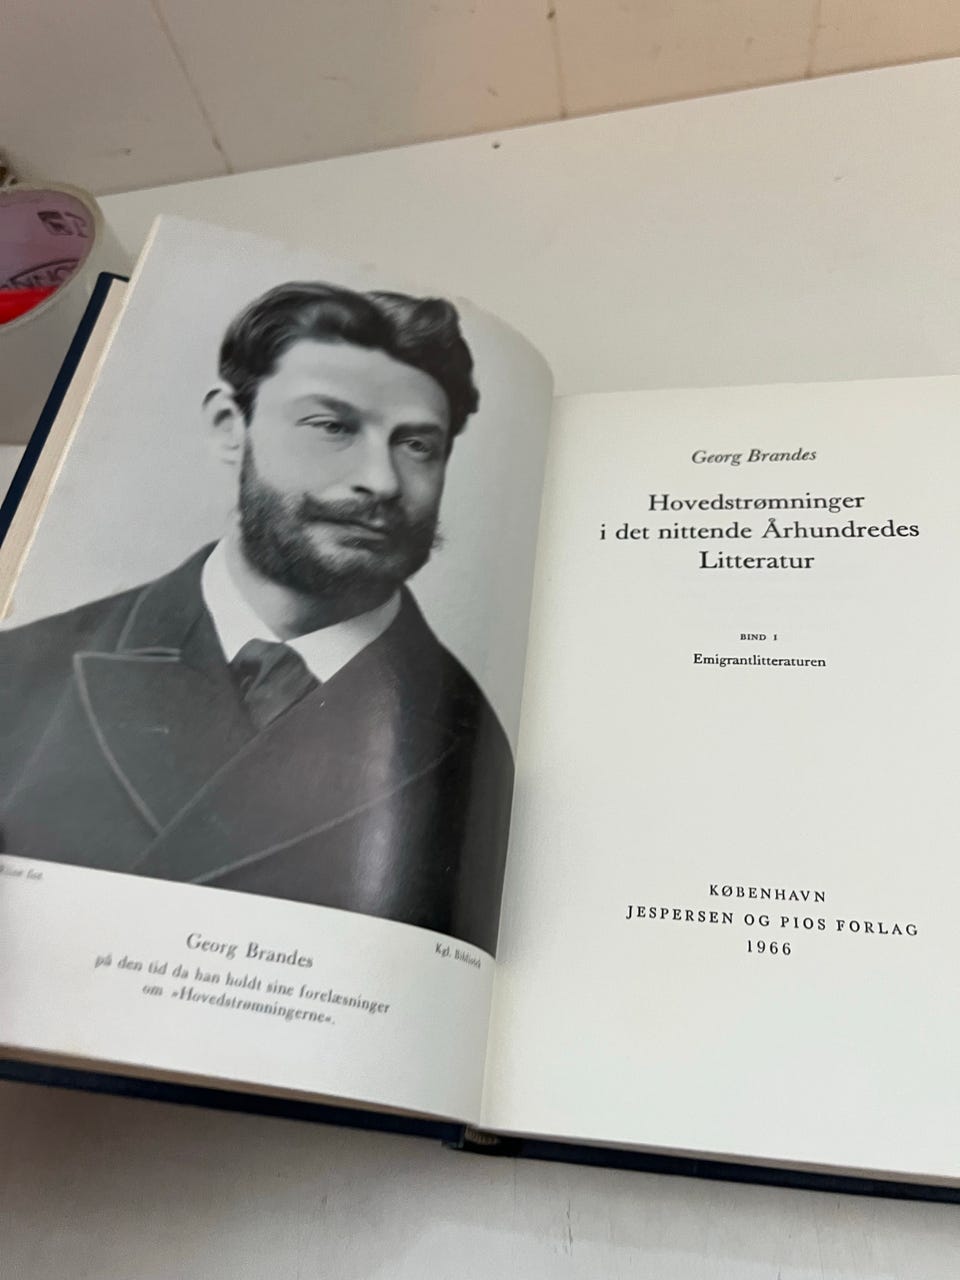 fot.
Kgl. Bibliotek
Georg Brandes
på den tid da han holdt sine forelæsninger
om »Hovedstrømningerne«.
Georg Brandes
Hovedstrømninger
i det nittende Århundredes
Litteratur
BIND I
Emigrantlitteraturen
KØBENHAVN
JESPERSEN OG PIOS FORLAG
1966